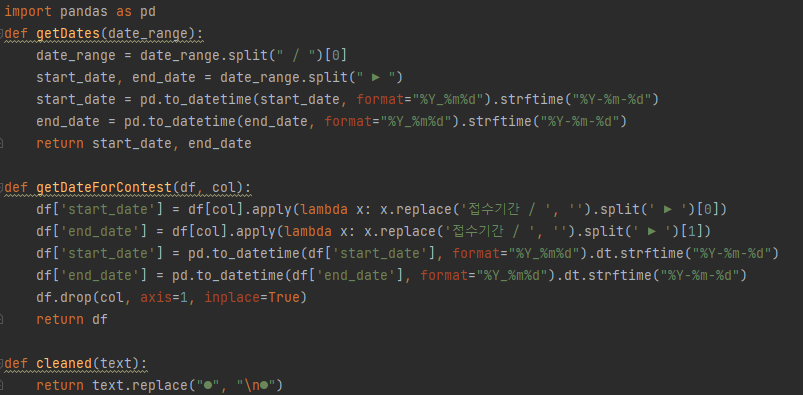 import pandas as pd
def getDates(date_range):
    date_range = date_range.split(" / ")[0]
    start_date, end_date = date_range.split(" ► ")
    start_date = pd.to_datetime(start_date, format="%Y_%m%d").strftime("%Y-%m-%d")
    end_date = pd.to_datetime(end_date, format="%Y_%m%d").strftime("%Y-%m-%d")
    return start_date, end_date

def getDateForContest(df, col):
    df['start_date'] = df[col].apply(lambda x: x.replace('접수기간 / ', '').split(' ► ')[0])
    df['end_date'] = df[col].apply(lambda x: x.replace('접수기간 / ', '').split(' ► ')[1])
    df['start_date'] = pd.to_datetime(df['start_date'], format="%Y_%m%d").dt.strftime("%Y-%m-%d")
    df['end_date'] = pd.to_datetime(df['end_date'], format="%Y_%m%d").dt.strftime("%Y-%m-%d")
    df.drop(col, axis=1, inplace=True)
    return df

def cleaned(text):
    return text.replace("●", "\n●")